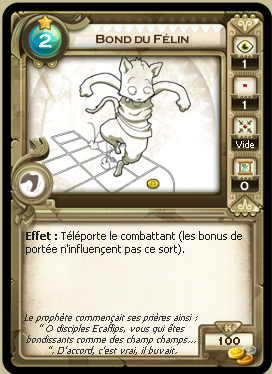 2
BOND DU FÉLIN
1
1
Vide
0
Effet : Téléporte le combattant (les bonus de
portée n'influençent pas ce sort).
Le prophète commençait ses prières ainsi :
" O disciples Ecaflips, vous qui êtes
bondissants comme des champ champs...
". D'accord, c'est vrai, il buvait.
K
100